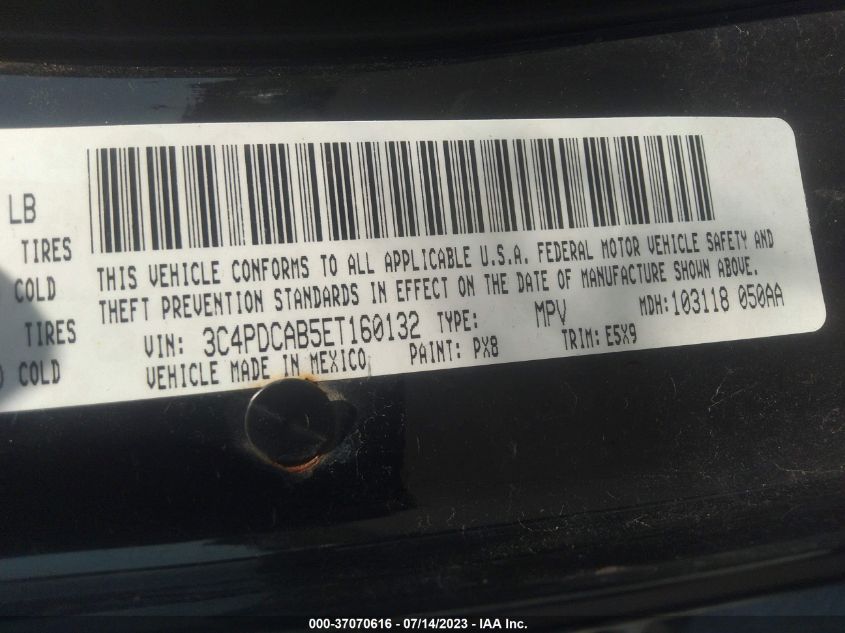 LB
TIRES
COLD
TIRES
) COLD
THIS VEHICLE CONFORMS TO ALL APPLICABLE U.S.A. FEDERAL MOTOR VEHICLE SAFETY AND
THEFT PREVENTION STANDARDS IN EFFECT ON THE DATE OF MANUFACTURE SHOWN ABOVE.
VIN: 3C4PDCAB5ET160132 TYPE: MPV MDH: 103118 050AA
VEHICLE MADE IN MEXICO PAINT: PX8 TRIM: E5X9
000-37070616 - 07/14/2023 - IAA Inc.